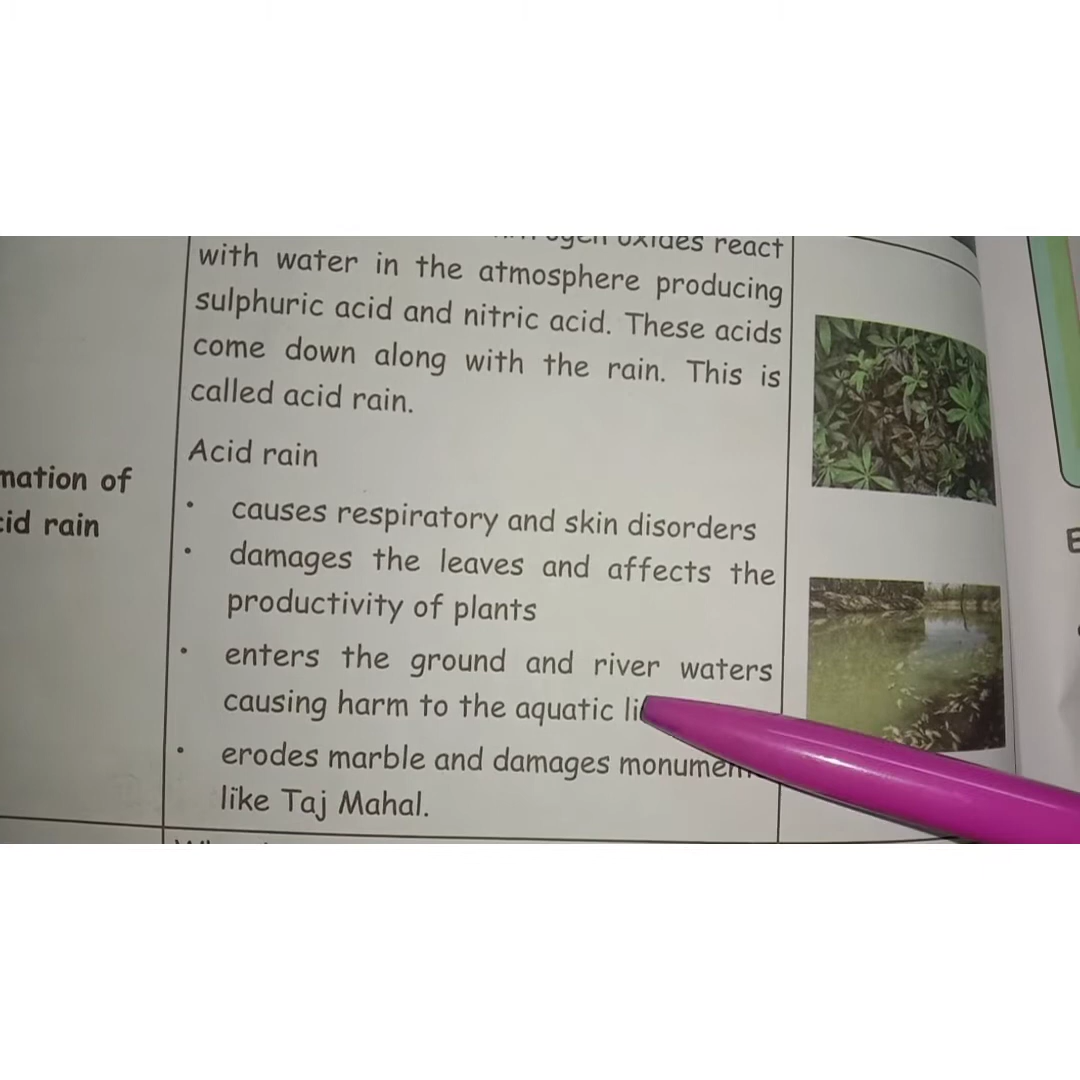 oxides react
with water in the atmosphere producing
sulphuric acid and nitric acid. These acids
come down along with the rain. This is
called acid rain.
mation of
cid rain
Acid rain
• causes respiratory and skin disorders
• damages the leaves and affects the
productivity of plants
• enters the ground and river waters
causing harm to the aquatic
• erodes marble and damages
like Taj Mahal.